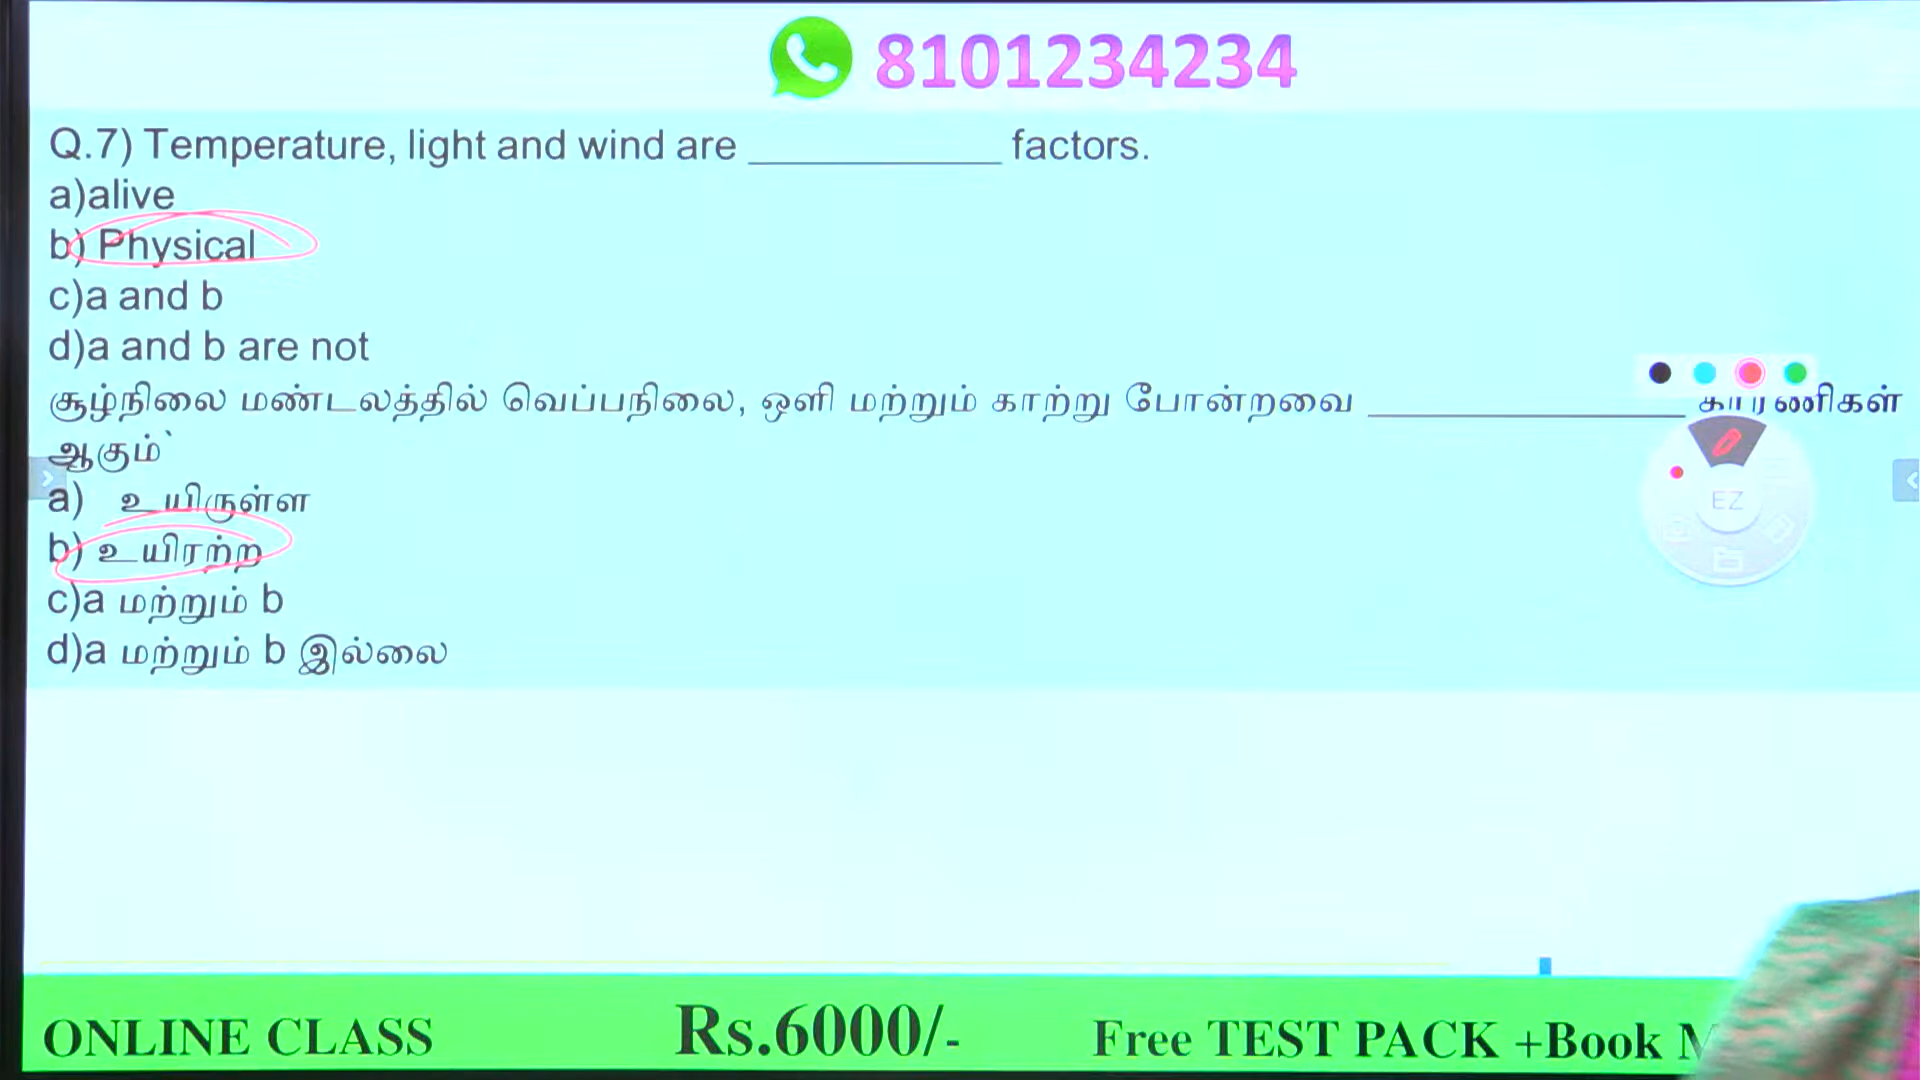 8101234234
Q.7) Temperature, light and wind are ____________ factors.
a)alive
b) Physical
c)a and b
d)a and b are not
சூழ்நிலை மண்டலத்தில் வெப்பநிலை, ஒளி மற்றும் காற்று போன்றவை _______________ காரணிகள்
ஆகும்`
a) உயிருள்ள
b) உயிரற்ற
c)a மற்றும் b
d)a மற்றும் b இல்லை
EZ
ONLINE CLASS Rs.6000/- Free TEST PACK +Book